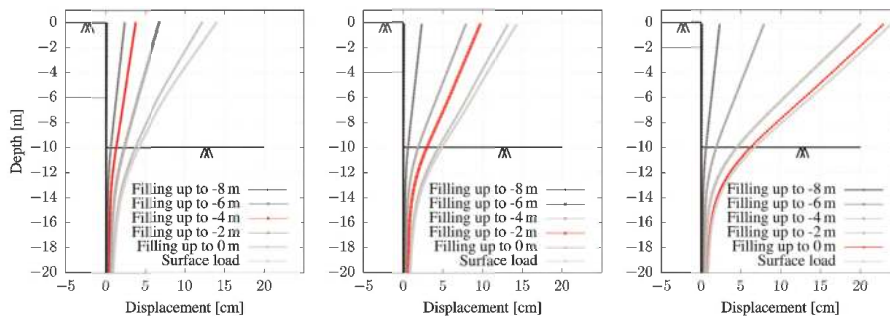 0
−2
−4
−6
−8
−10
−12
−14
−16
−18
−20
Depth [m]
Filling up to -8 m
Filling up to -6 m
Filling up to -4 m
Filling up to -2 m
Filling up to 0 m
Surface load
−5 0 5 10 15 20
Displacement [cm]
0
−2
−4
−6
−8
−10
−12
−14
−16
−18
−20
Filling up to -8 m
Filling up to -6 m
Filling up to -4 m
Filling up to -2 m
Filling up to 0 m
Surface load
−5 0 5 10 15 20
Displacement [cm]
0
−2
−4
−6
−8
−10
−12
−14
−16
−18
−20
Filling up to -8 m
Filling up to -6 m
Filling up to -4 m
Filling up to -2 m
Filling up to 0 m
Surface load
−5 0 5 10 15 20
Displacement [cm]